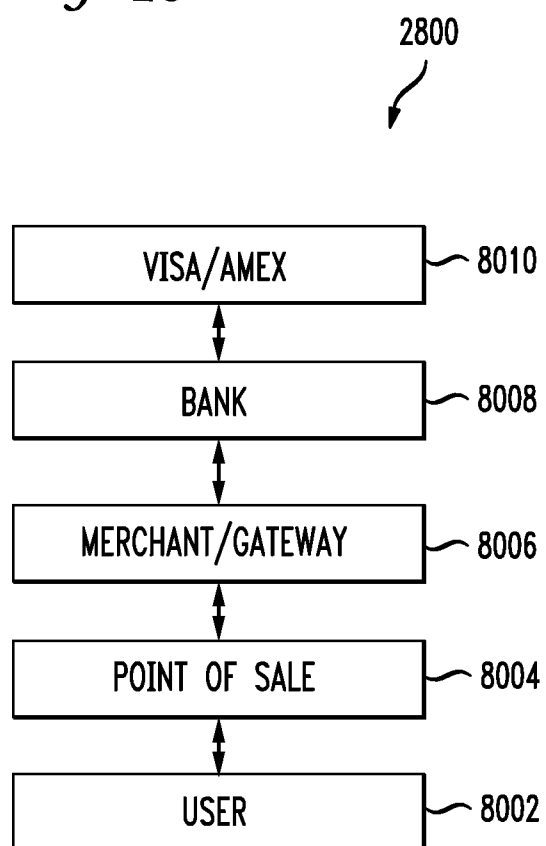 2800
VISA/AMEX
8010
BANK
8008
MERCHANT/GATEWAY
8006
POINT OF SALE
8004
USER
8002